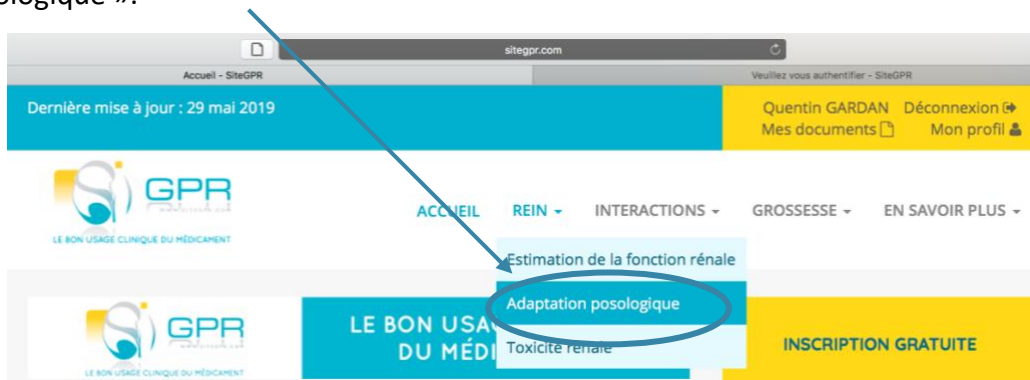 ologique ».
sitegpr.com
Accueil - SiteGPR
Veuillez vous authentifier - SiteGPR
Dernière mise à jour : 29 mai 2019
Quentin GARDAN Déconnexion
Mes documents Mon profil
GPR
LE BON USAGE CLINIQUE DU MÉDICAMENT
ACCUEIL REIN INTERACTIONS GROSSESSE EN SAVOIR PLUS
Estimation de la fonction rénale
Adaptation posologique
Toxicité rénale
GPR
LE BON USAGE CLINIQUE DU MÉDICAMENT
LE BON USA
DU MÉDI
INSCRIPTION GRATUITE